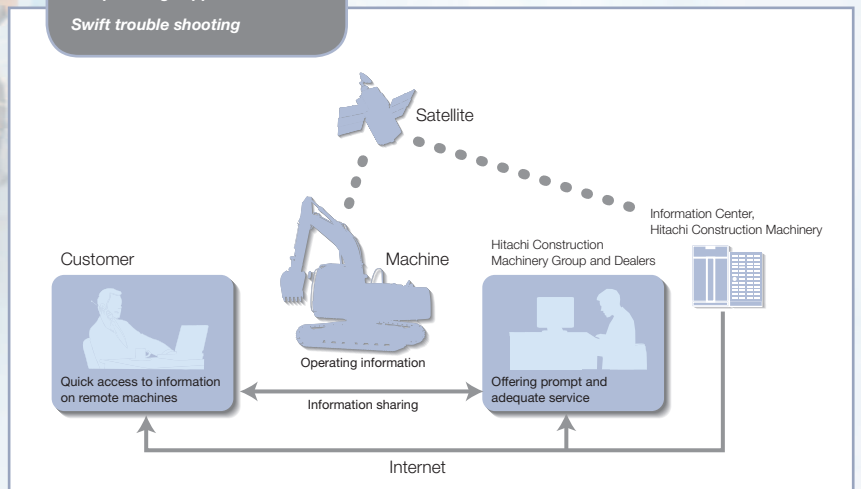 Swift trouble shooting
Satellite
Information Center,
Hitachi Construction Machinery
Customer
Machine
Hitachi Construction
Machinery Group and Dealers
Operating information
Quick access to information
on remote machines
Offering prompt and
adequate service
Information sharing
Internet